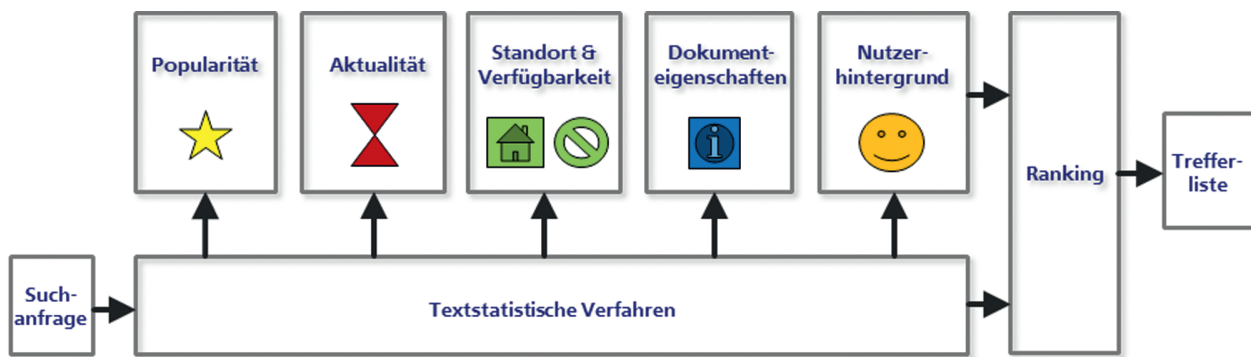 Popularität
Aktualität
Standort &
Verfügbarkeit
Dokument-
eigenschaften
Nutzer-
hintergrund
Ranking
Treffer-
liste
Such-
anfrage
Textstatistische Verfahren